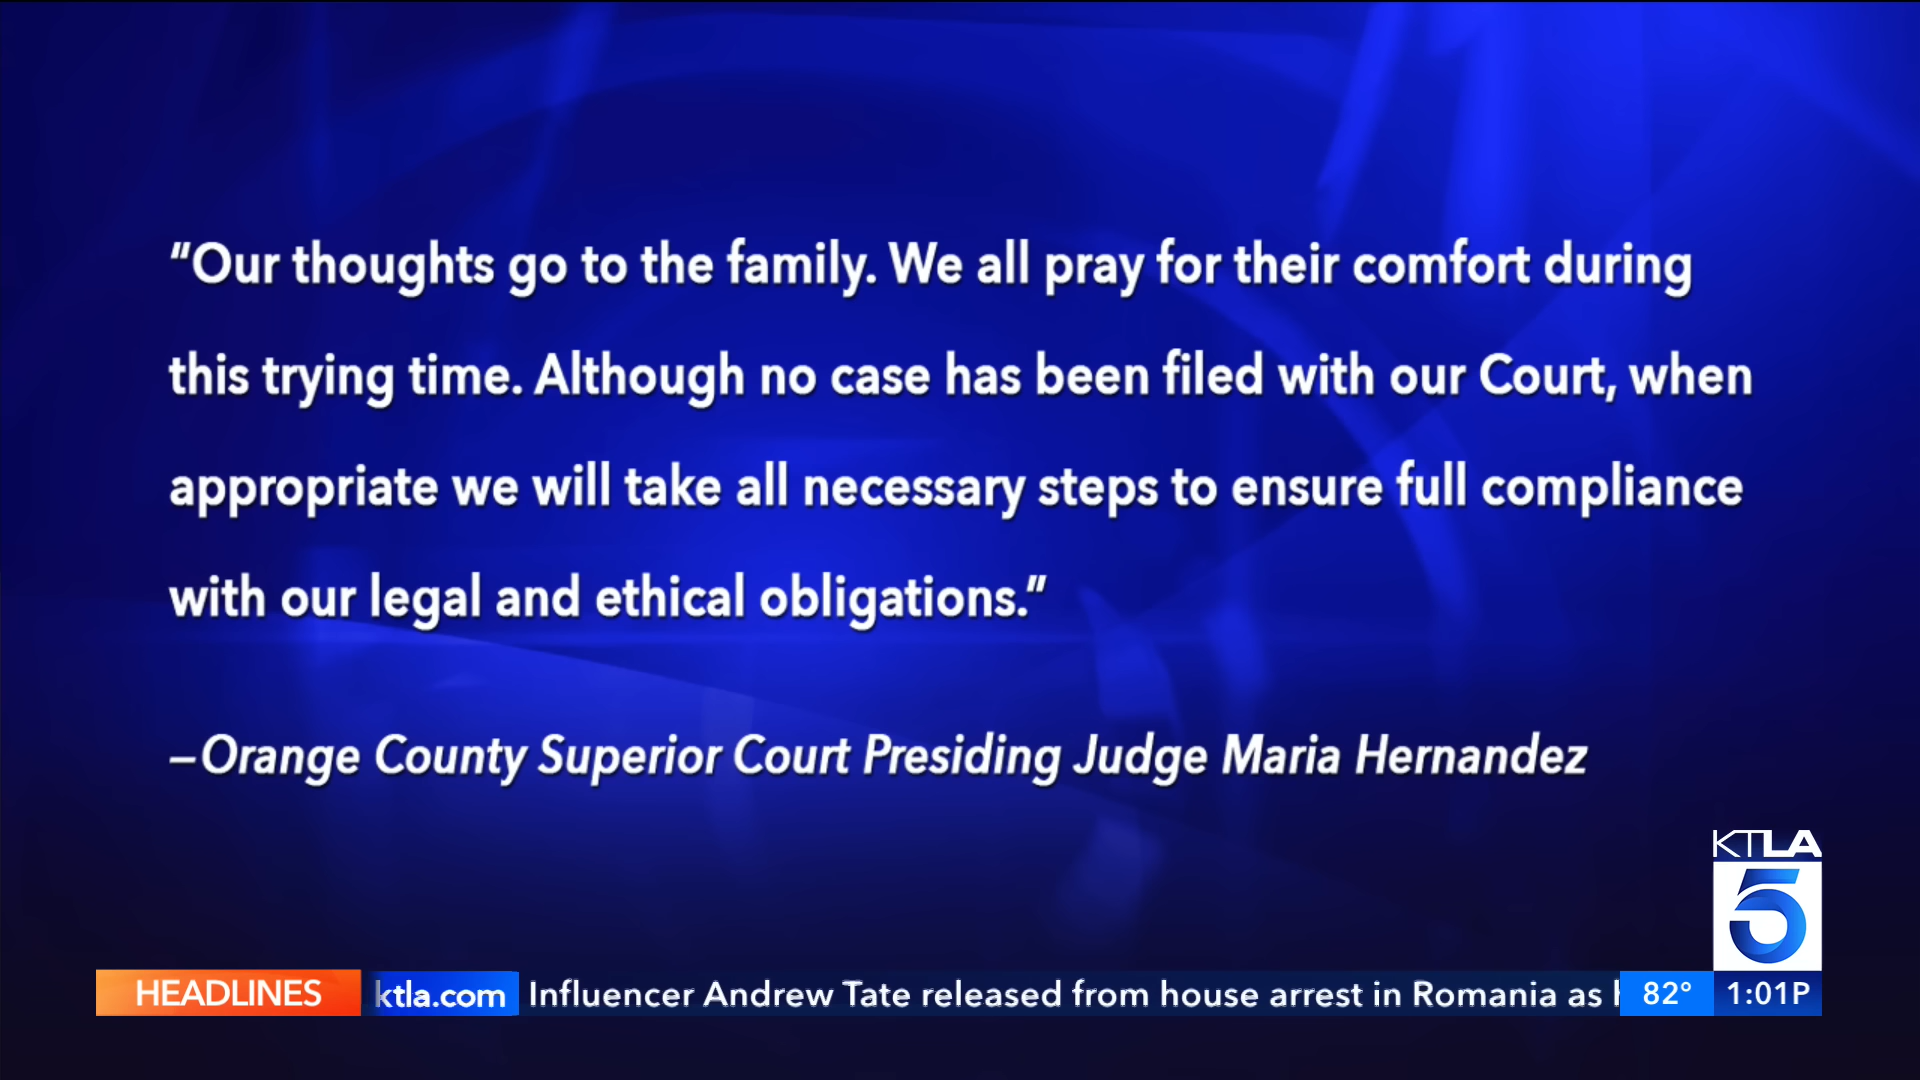 "Our thoughts go to the family. We all pray for their comfort during
this trying time. Although no case has been filed with our Court, when
appropriate we will take all necessary steps to ensure full compliance
with our legal and ethical obligations."
–Orange County Superior Court Presiding Judge Maria Hernandez
KTLA
5
HEADLINES ktla.com Influencer Andrew Tate released from house arrest in Romania as 82° 1:01P